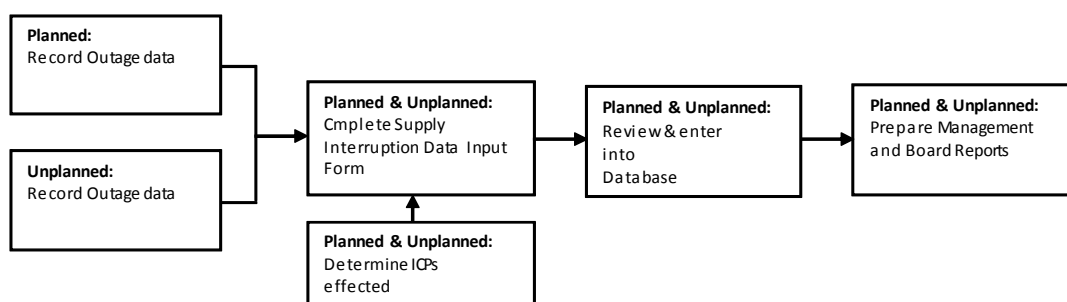 Planned:
Record Outage data
Unplanned:
Record Outage data
Planned & Unplanned:
Cmplete Supply
Interruption Data Input
Form
Planned & Unplanned:
Determine ICPs
effected
Planned & Unplanned:
Review & enter
into
Database
Planned & Unplanned:
Prepare Management
and Board Reports